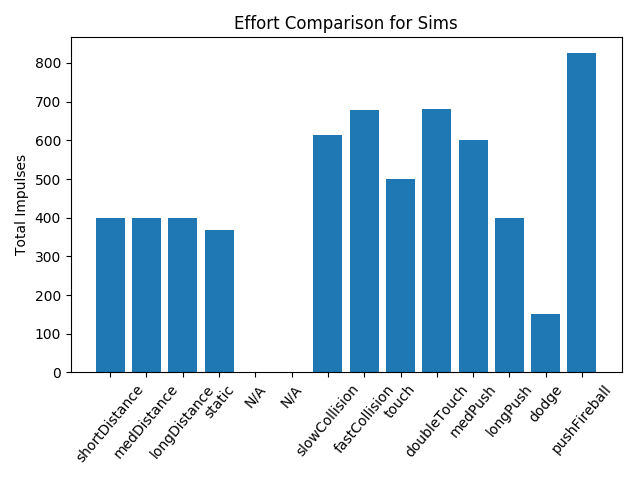 Effort Comparison for Sims
Total Impulses
800
700
600
500
400
300
200
100
0
shortDistance
medDistance
longDistance
static
N/A
N/A
slowCollision
fastCollision
touch
doubleTouch
medPush
longPush
dodge
pushFireball